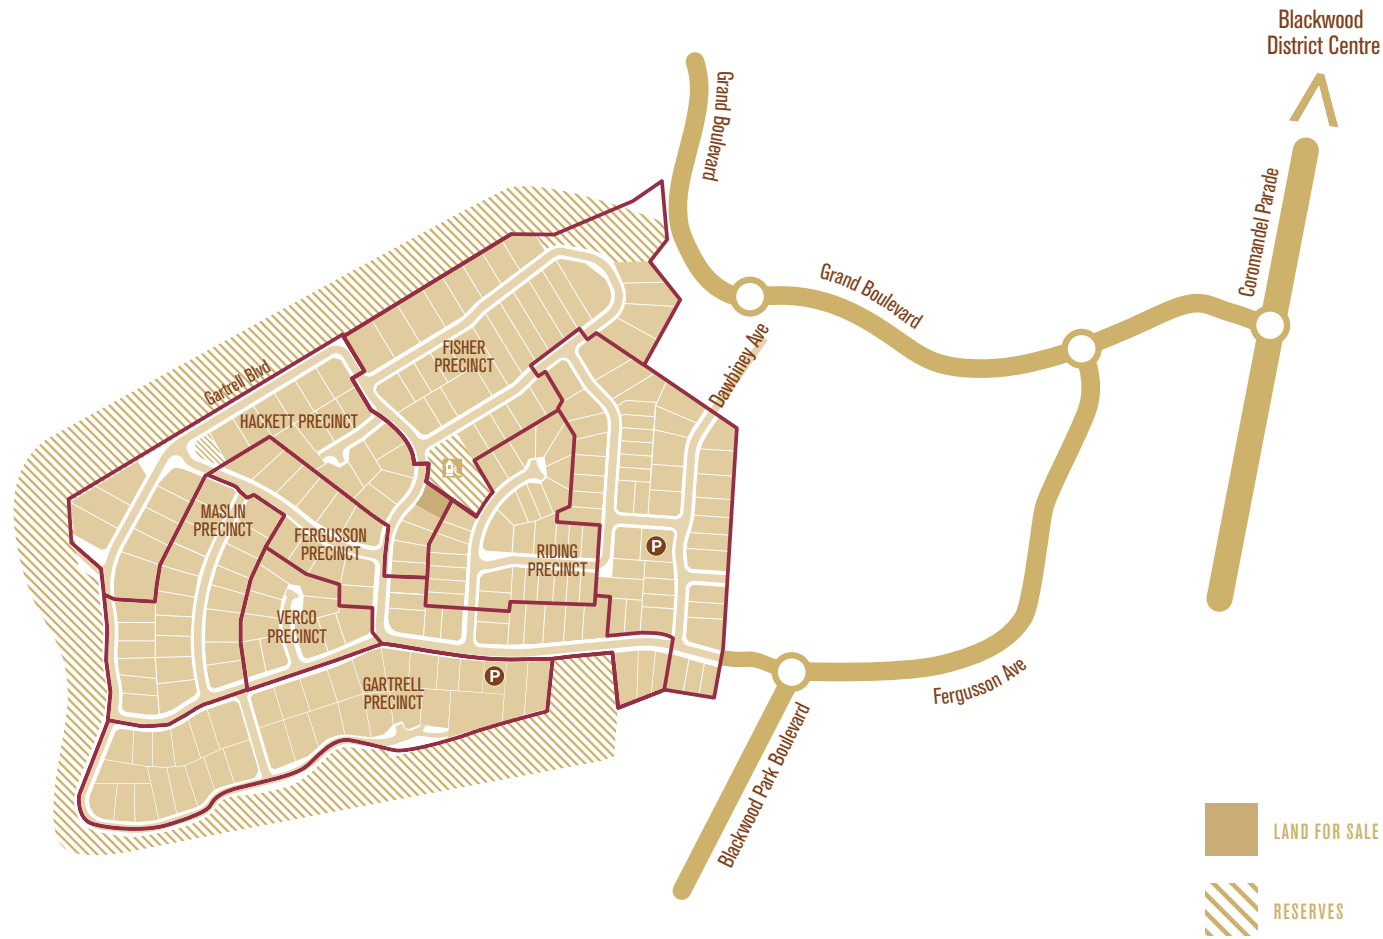 Blackwood
District Centre
Grand Boulevard
Coromandel Parade
Grand Boulevard
Dawbiney Ave
FISHER
PRECINCT
Gartrell Blvd
HACKETT PRECINCT
MASLIN
PRECINCT
FERGUSSON
PRECINCT
RIDING
PRECINCT
P
VERCO
PRECINCT
GARTRELL
PRECINCT
P
Fergusson Ave
Blackwood Park Boulevard
LAND FOR SALE
RESERVES